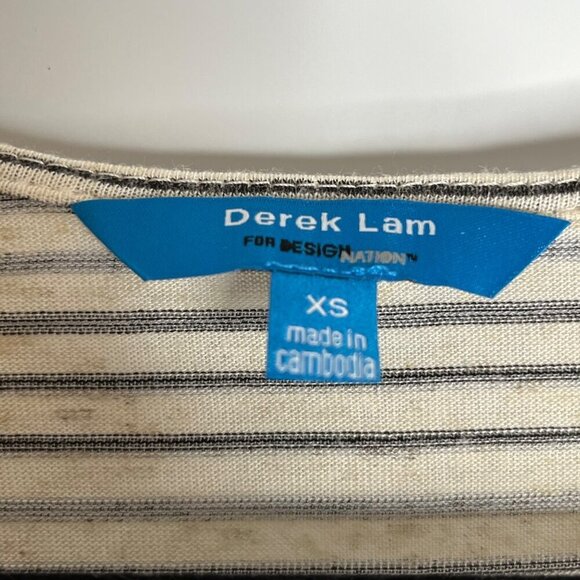 Derek Lam
FOR DESIGNNATION™
XS
made in
cambodia